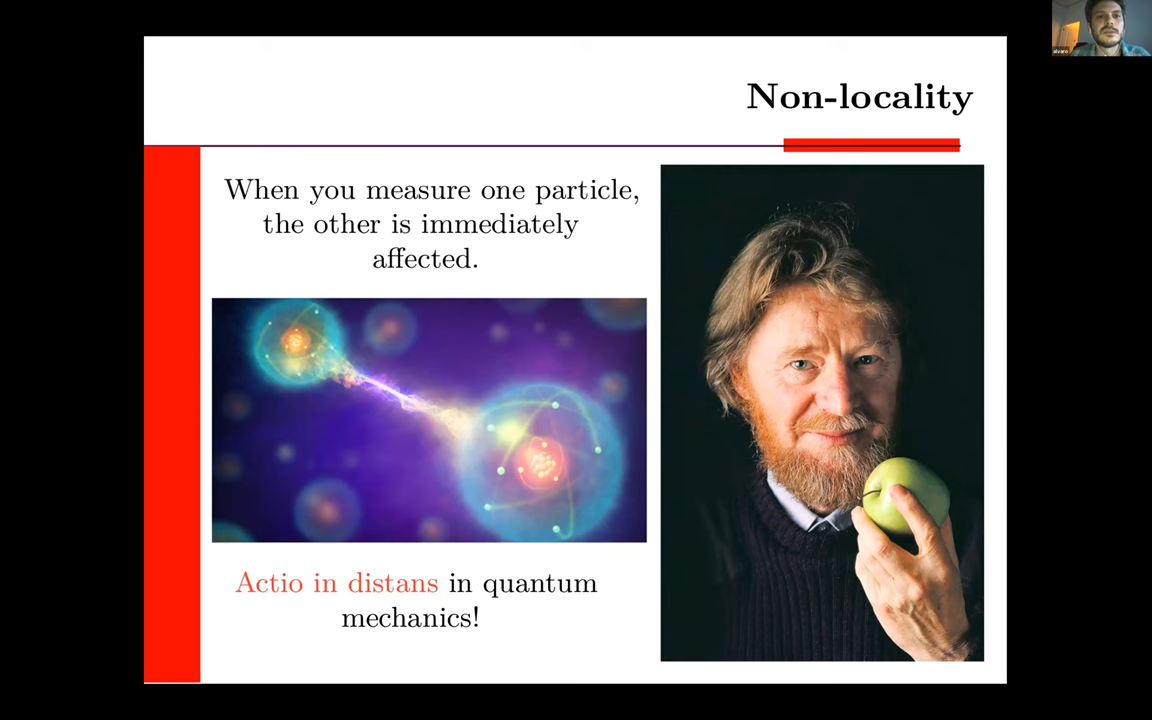 alvaro
Non-locality
When you measure one particle,
the other is immediately
affected.
Actio in distans in quantum
mechanics!